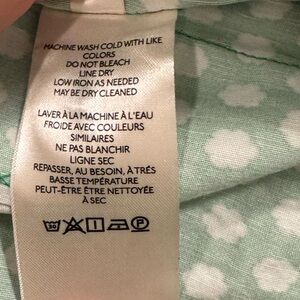 MACHINE WASH COLD WITH LIKE
COLORS
DO NOT BLEACH
LINE DRY
LOW IRON AS NEEDED
MAY BE DRY CLEANED
LAVER À LA MACHINE À L'EAU
FROIDE AVEC COULEURS
SIMILAIRES
NE PAS BLANCHIR
LIGNE SEC
REPASSER, AU BESOIN, À TRÉS
BASSE TEMPÉRATURE
PEUT-ÊTRE ÊTRE NETTOYÉE
À SEC
30 P